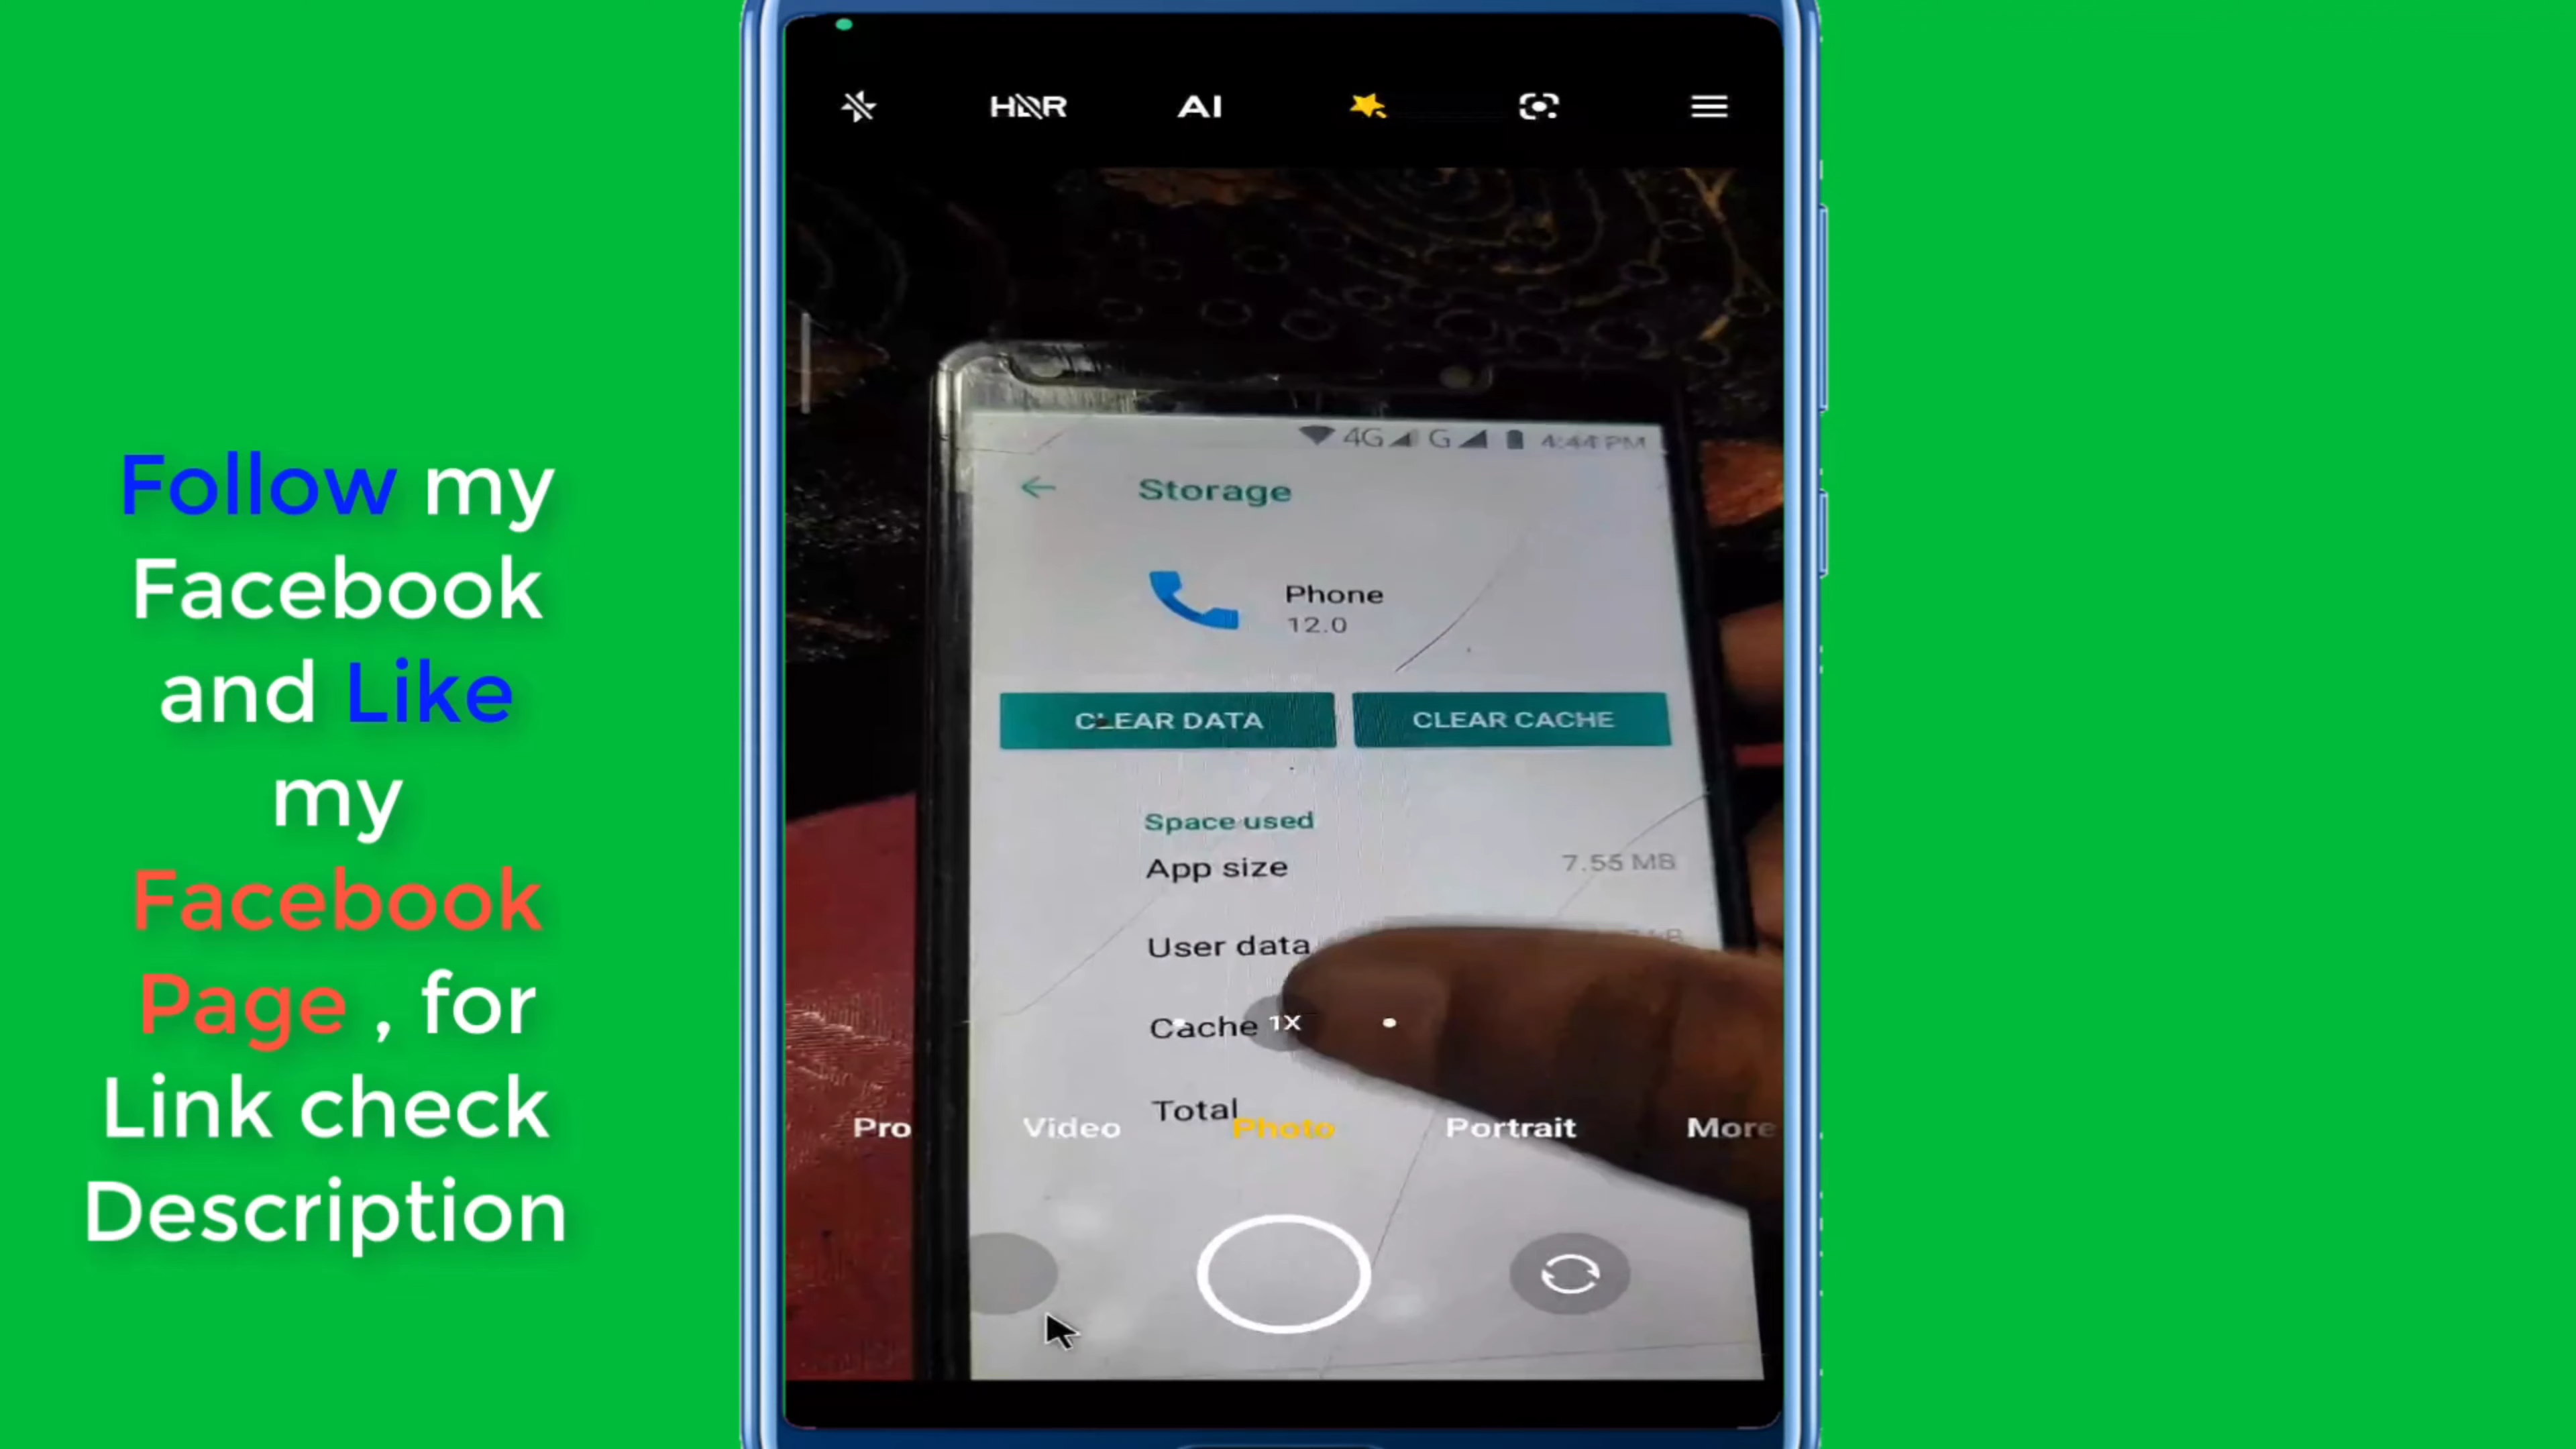 Follow my
Facebook
and Like
my
Facebook
Page , for
Link check
Description
HDR
AI
4G G 4:44 PM
Storage
Phone
12.0
CLEAR DATA
CLEAR CACHE
Space used
App size 7.55 MB
User data
Cache
1X
Total
Pro Video Photo Portrait More